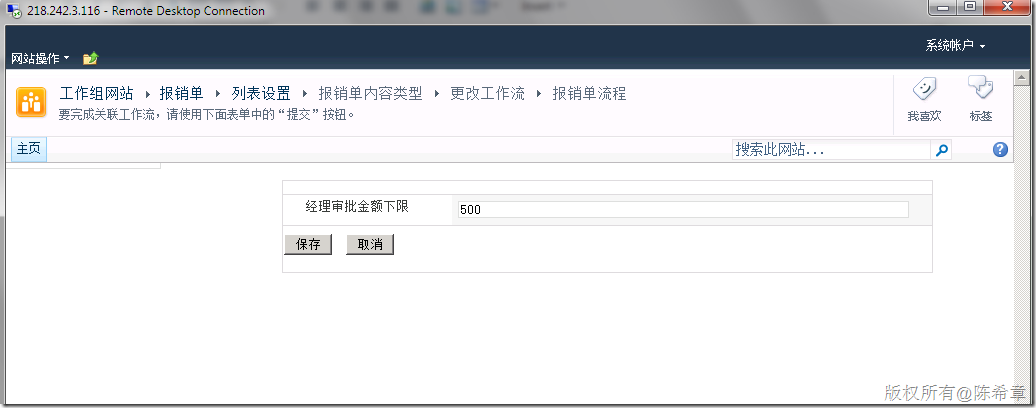 218.242.3.116 - Remote Desktop Connection
系统帐户
网站操作
工作组网站 报销单 列表设置 报销单内容类型 更改工作流 报销单流程
要完成关联工作流，请使用下面表单中的“提交”按钮。
我喜欢 标签
主页
搜索此网站...
经理审批金额下限 500
保存 取消
版权所有@陈希章